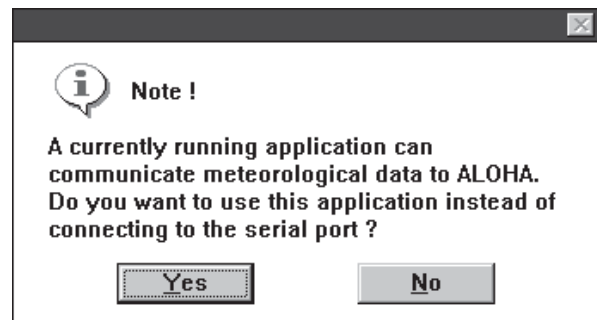 Note !
A currently running application can
communicate meteorological data to ALOHA.
Do you want to use this application instead of
connecting to the serial port ?
Yes No